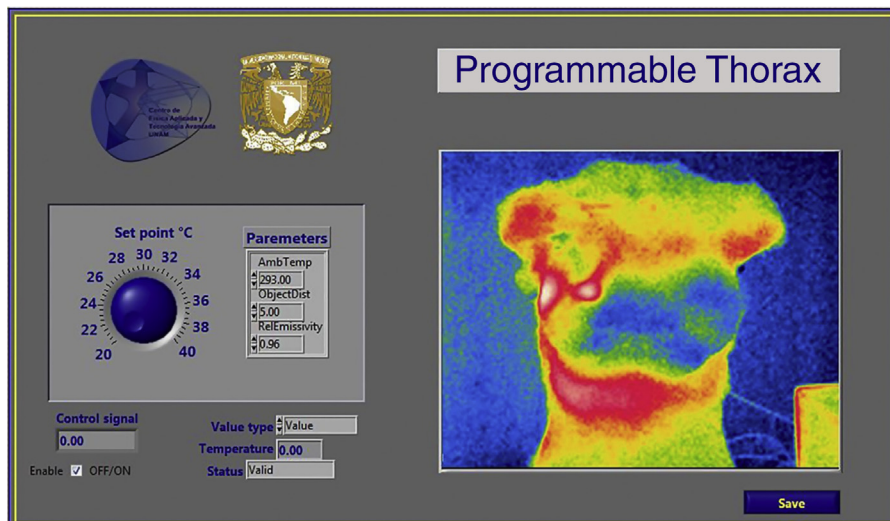 Programmable Thorax
Centro de
Física Aplicada y
Tecnología Avanzada
UNAM
Set point °C
20
22
24
26
28
30
32
34
36
38
40
Paremeters
AmbTemp
293.00
ObjectDist
5.00
RelEmissivity
0.96
Control signal
0.00
Enable OFF/ON
Value type Value
Temperature 0.00
Status Valid
Save